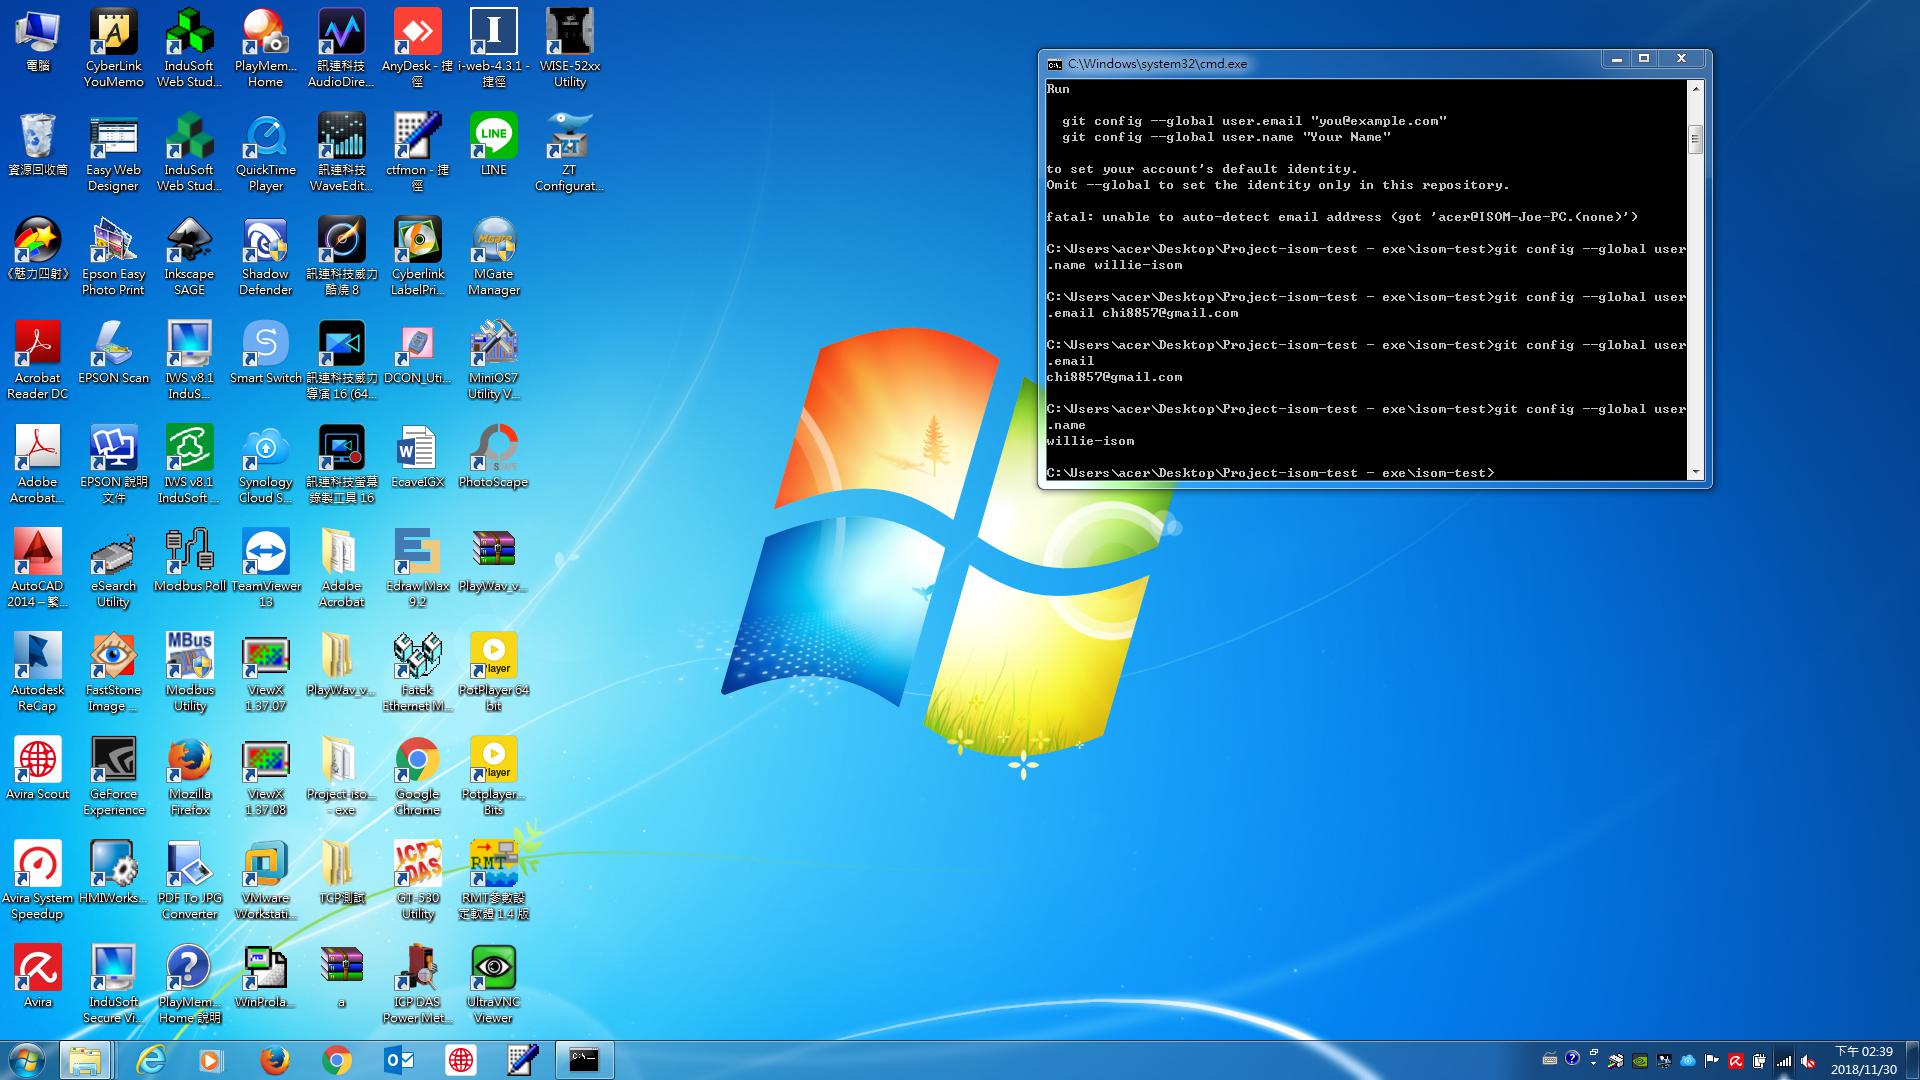 電腦
CyberLink
YouMemo
InduSoft
Web Stud...
PlayMem...
Home
訊連科技
AudioDire...
AnyDesk - 捷
徑
i-web-4.3.1 -
捷徑
WISE-52xx
Utility
資源回收筒
Easy Web
Designer
InduSoft
Web Stud...
QuickTime
Player
訊連科技
WaveEdit...
ctfmon - 捷
徑
LINE
LINE
ZT
ZT
Configurat...
《魅力四射》
Epson Easy
Photo Print
Inkscape
SAGE
Shadow
Defender
訊連科技威力
酷燒 8
Cyberlink
LabelPri...
MGate
MGate
Manager
Acrobat
Reader DC
EPSON Scan
IWS v8.1
InduS...
Smart Switch
訊連科技威力
導演 16 (64...
DCON_Uti...
MiniOS7
Utility V...
Adobe
Acrobat...
EPSON 說明
文件
IWS v8.1
InduSoft ...
Synology
Cloud S...
訊連科技螢幕
錄製工具 16
EcaveIGX
SCAPE
PhotoScape
AutoCAD
2014 – 繁...
eSearch
Utility
Modbus Poll
TeamViewer
13
Adobe
Acrobat
Edraw Max
9.2
PlayWav_v...
Autodesk
ReCap
FastStone
Image ...
MBus
Modbus
Utility
ViewX
1.37.07
PlayWav_v...
Fatek
Ethernet M...
Player
PotPlayer 64
bit
Avira Scout
GeForce
Experience
Mozilla
Firefox
ViewX
1.37.08
Project-iso...
- exe
Google
Chrome
Player
Potplayer...
Bits
Avira System
Speedup
HMIWorks...
PDF To JPG
Converter
VMware
Workstati...
TCP測試
ICP
DAS
GT-530
Utility
RMT
RMT參數設
定軟體 1.4 版
Avira
InduSoft
Secure Vi...
PlayMem...
Home 說明
WinProla...
a
ICP DAS
Power Met...
UltraVNC
Viewer
C:\Windows\system32\cmd.exe
Run
git config --global user.email "you@example.com"
git config --global user.name "Your Name"
to set your account's default identity.
Omit --global to set the identity only in this repository.
fatal: unable to auto-detect email address (got 'acer@ISOM-Joe-PC.(none)')
C:\Users\acer\Desktop\Project-isom-test - exe\isom-test>git config --global user
.name willie-isom
C:\Users\acer\Desktop\Project-isom-test - exe\isom-test>git config --global user
.email chi8857@gmail.com
C:\Users\acer\Desktop\Project-isom-test - exe\isom-test>git config --global user
.email
chi8857@gmail.com
C:\Users\acer\Desktop\Project-isom-test - exe\isom-test>git config --global user
.name
willie-isom
C:\Users\acer\Desktop\Project-isom-test - exe\isom-test>
下午 02:39
2018/11/30